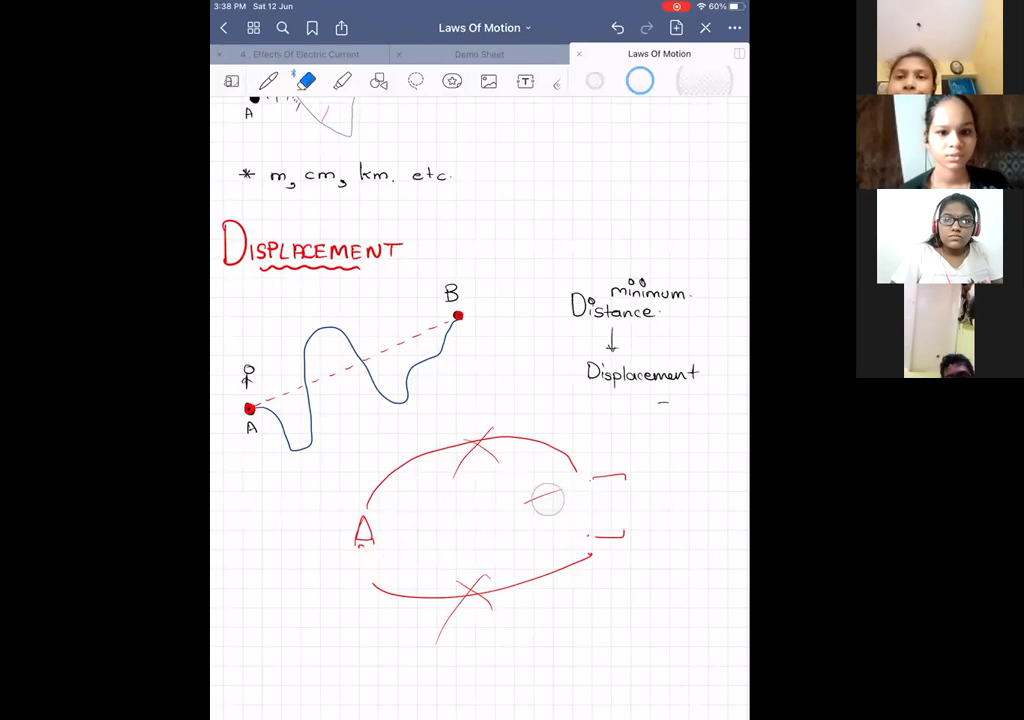 3:38 PM Sat 12 Jun
60%
Laws Of Motion
4. Effects Of Electric Current
Demo Sheet
Laws Of Motion
A
* m, cm, km. etc.
DISPLACEMENT
B
minimum.
Distance.
Displacement
A
A